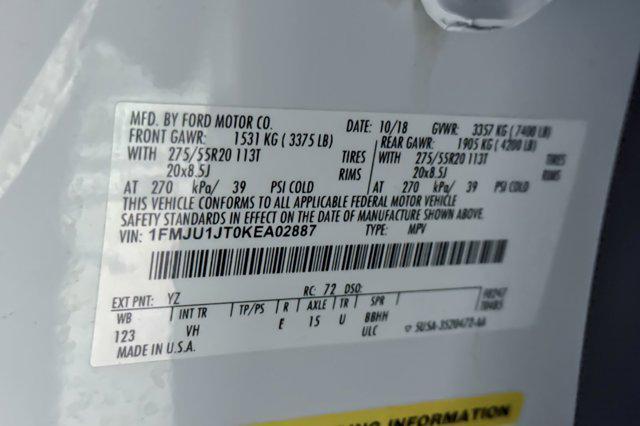 MFD. BY FORD MOTOR CO. DATE: 10/18 GVWR: 3357 KG (7400 LB)
FRONT GAWR: 1531 KG (3375 LB) REAR GAWR: 1905 KG (4200 LB)
WITH 275/55R20 113T TIRES WITH 275/55R20 113T TIRES
20x8.5J RIMS 20x8.5J RIMS
AT 270 kPa/ 39 PSI COLD AT 270 kPa/ 39 PSI COLD
THIS VEHICLE CONFORMS TO ALL APPLICABLE FEDERAL MOTOR VEHICLE
SAFETY STANDARDS IN EFFECT ON THE DATE OF MANUFACTURE SHOWN ABOVE.
VIN: 1FMJU1JT0KEA02887 TYPE: MPV
EXT PNT: YZ RC: 72 DSO:
WB INT TR TP/PS R AXLE TR SPR
123 VH E 15 U BBHH
ULC
MADE IN U.S.A.
INFORMATION